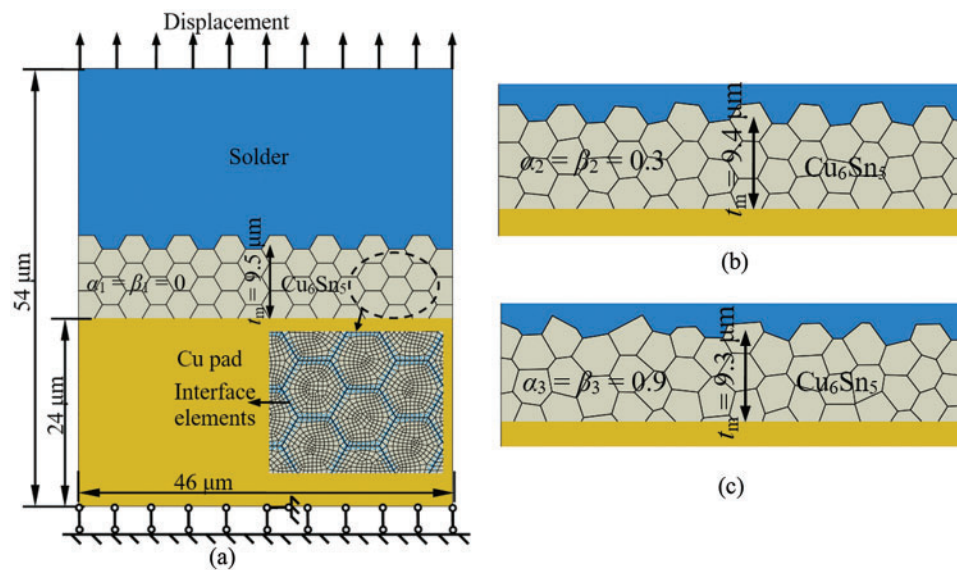 Displacement
Solder
54 μm
α₁ = β₁ = 0
tₘ = 9.5 μm
Cu₆Sn₅
24 μm
Cu pad
Interface
elements
46 μm
(a)
α₂ = β₂ = 0.3
tₘ = 9.4 μm
Cu₆Sn₅
(b)
α₃ = β₃ = 0.9
tₘ = 9.3 μm
Cu₆Sn₅
(c)